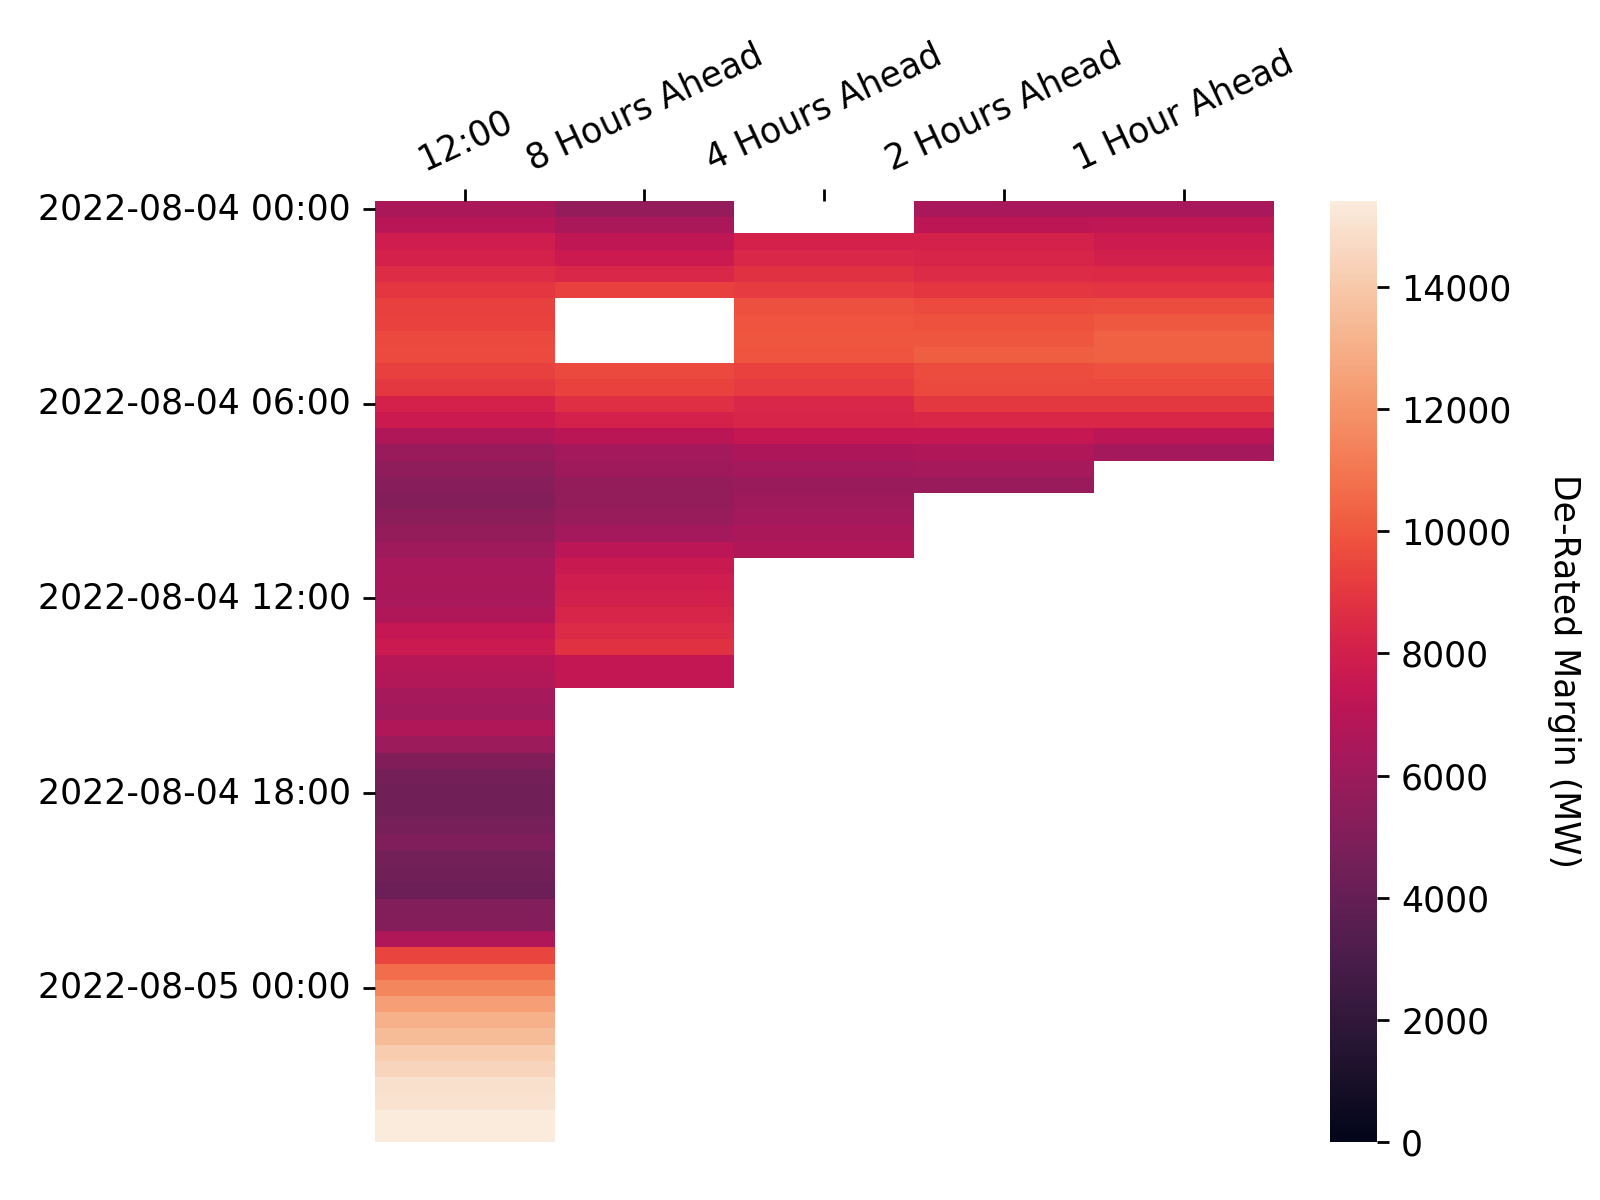 12:00
8 Hours Ahead
4 Hours Ahead
2 Hours Ahead
1 Hour Ahead
2022-08-04 00:00
2022-08-04 06:00
2022-08-04 12:00
2022-08-04 18:00
2022-08-05 00:00
14000
12000
10000
8000
6000
4000
2000
0
De-Rated Margin (MW)